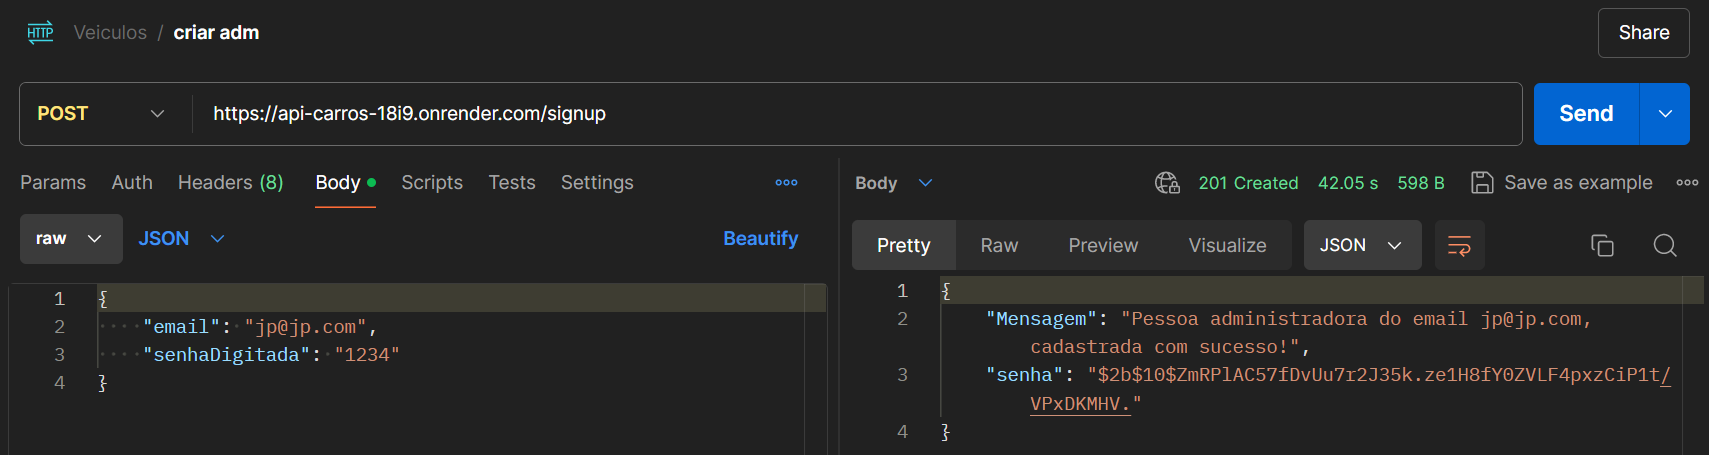 HTTP Veiculos / criar adm Share
POST https://api-carros-18i9.onrender.com/signup Send
Params Auth Headers (8) Body Scripts Tests Settings
raw JSON Beautify
1 {
2 "email": "jp@jp.com",
3 "senhaDigitada": "1234"
4 }
Body 201 Created 42.05 s 598 B Save as example
Pretty Raw Preview Visualize JSON
1 {
2 "Mensagem": "Pessoa administradora do email jp@jp.com,
cadastrada com sucesso!",
3 "senha": "$2b$10$ZmRPlAC57fDvUu7r2J35k.ze1H8fY0ZVLF4pxzCiP1t/
VPxDKMHV."
4 }